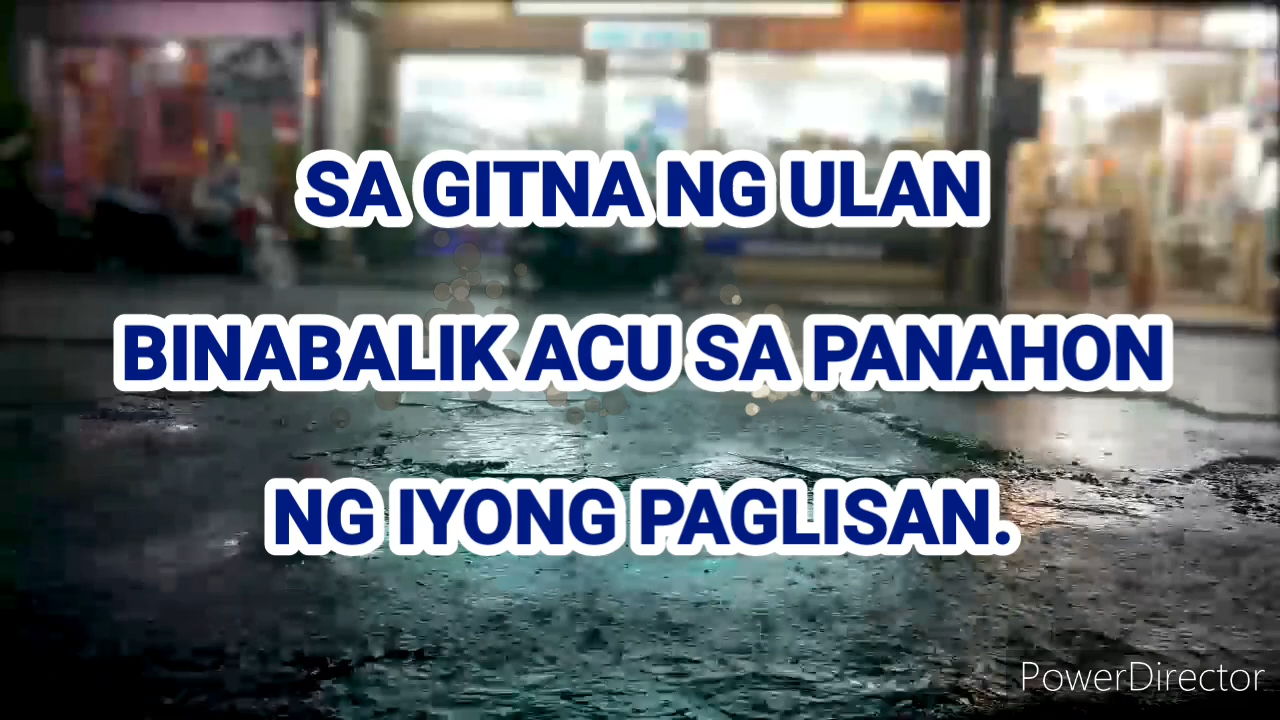 SA GITNA NG ULAN
BINABALIK ACU SA PANAHON
NG IYONG PAGLISAN.
PowerDirector